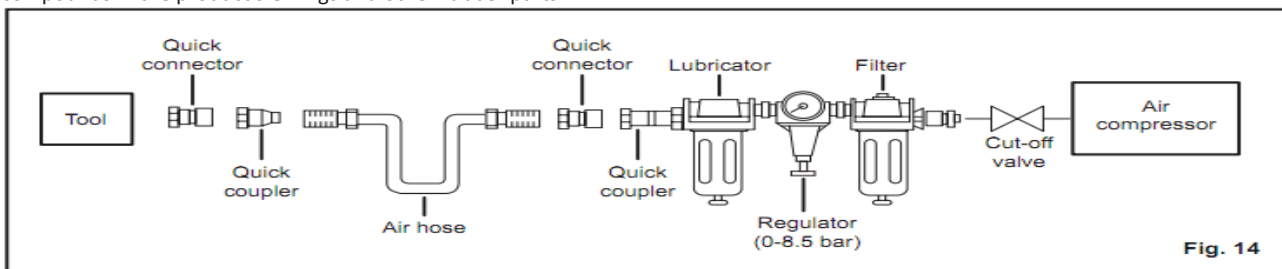 Quick
connector
Quick
connector
Lubricator
Filter
Tool
Air
compressor
Cut-off
valve
Quick
coupler
Quick
coupler
Air hose
Regulator
(0-8.5 bar)
Fig. 14